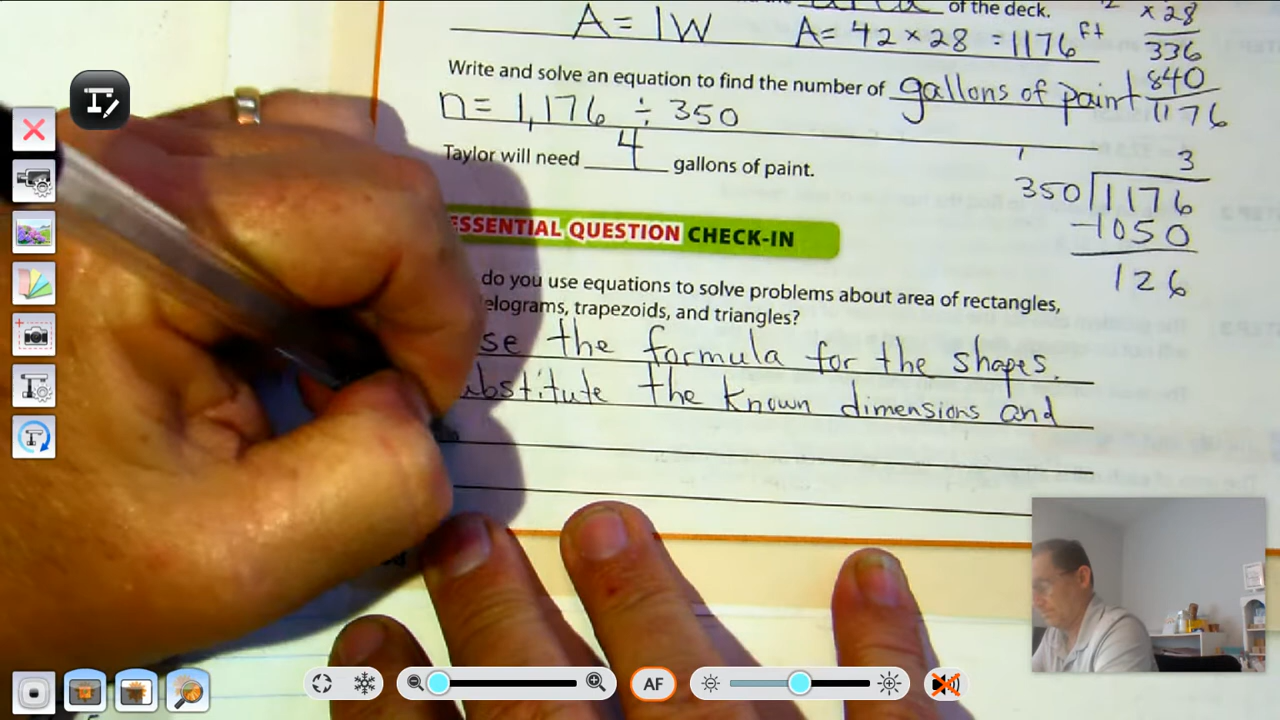 of the deck.
A = lW A = 42 × 28 = 1176 ft
× 28
336
840
1176
Write and solve an equation to find the number of gallons of paint
n = 1,176 ÷ 350
Taylor will need 4 gallons of paint.
3
350 1176
-1050
126
ESSENTIAL QUESTION CHECK-IN
do you use equations to solve problems about area of rectangles,
elograms, trapezoids, and triangles?
se the formula for the shapes.
ubstitute the known dimensions and
AF